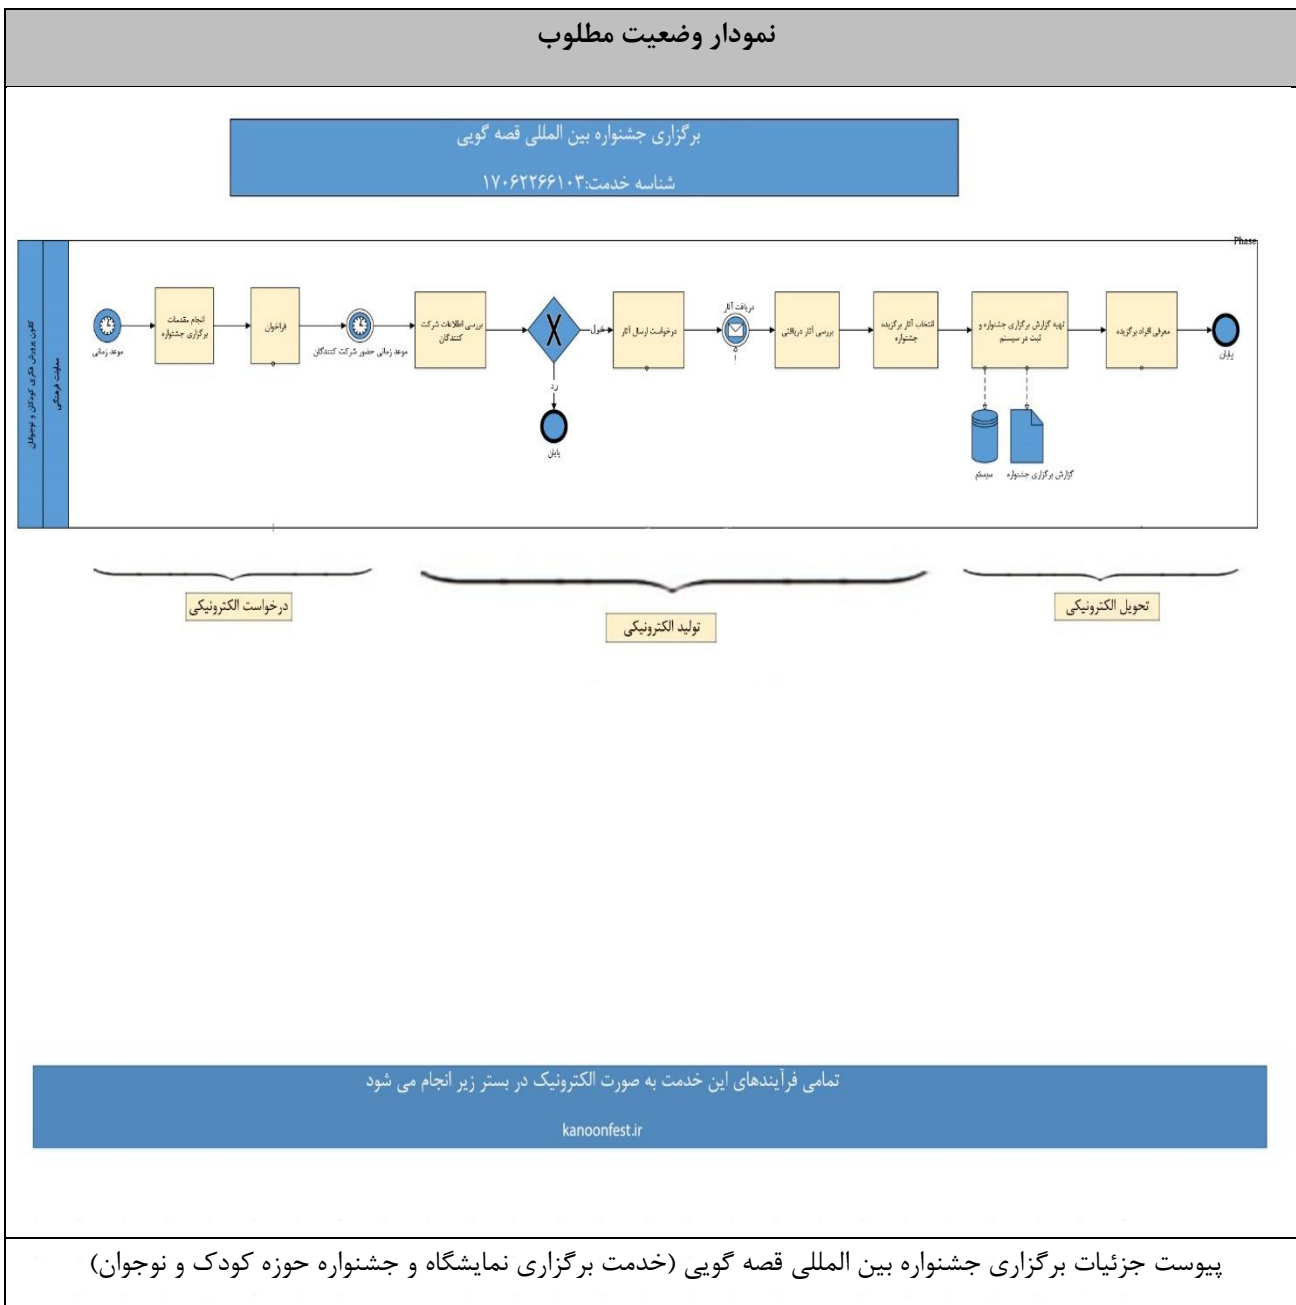 نمودار وضعیت مطلوب
برگزاری جشنواره بین المللی قصه گویی
شناسه خدمت:۱۷۰۶۲۲۶۶۱۰۳
Phase
کانون پرورش فکری کودکان و نوجوانان
معاونت فرهنگی
موعد زمانی
انجام مقدمات
برگزاری جشنواره
فراخوان
موعد زمانی حضور شرکت کنندگان
بررسی اطلاعات شرکت
کنندگان
قبول
رد
پایان
درخواست ارسال آثار
دریافت آثار
بررسی آثار دریافتی
انتخاب آثار برگزیده
جشنواره
تهیه گزارش برگزاری جشنواره و
ثبت در سیستم
سیستم
گزارش برگزاری جشنواره
معرفی افراد برگزیده
پایان
درخواست الکترونیکی
تولید الکترونیکی
تحویل الکترونیکی
تمامی فرآیندهای این خدمت به صورت الکترونیک در بستر زیر انجام می شود
kanoonfest.ir
پیوست جزئیات برگزاری جشنواره بین المللی قصه گویی (خدمت برگزاری نمایشگاه و جشنواره حوزه کودک و نوجوان)